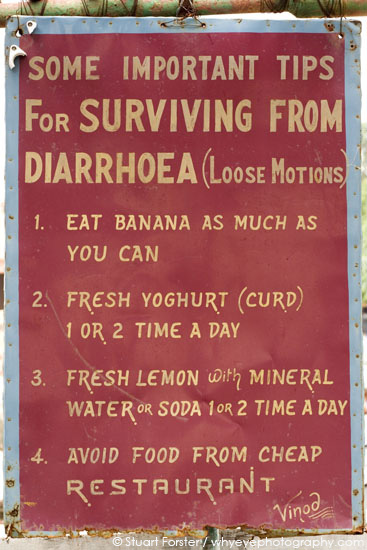 SOME IMPORTANT TIPS
FOR SURVIVING FROM
DIARRHOEA (LOOSE MOTIONS)
1. EAT BANANA AS MUCH AS
YOU CAN
2. FRESH YOGHURT (CURD)
1 OR 2 TIME A DAY
3. FRESH LEMON with MINERAL
WATER OR SODA 1 OR 2 TIME A DAY
4. AVOID FOOD FROM CHEAP
RESTAURANT
Vinod
© Stuart Forster/ whyeyephotography.com